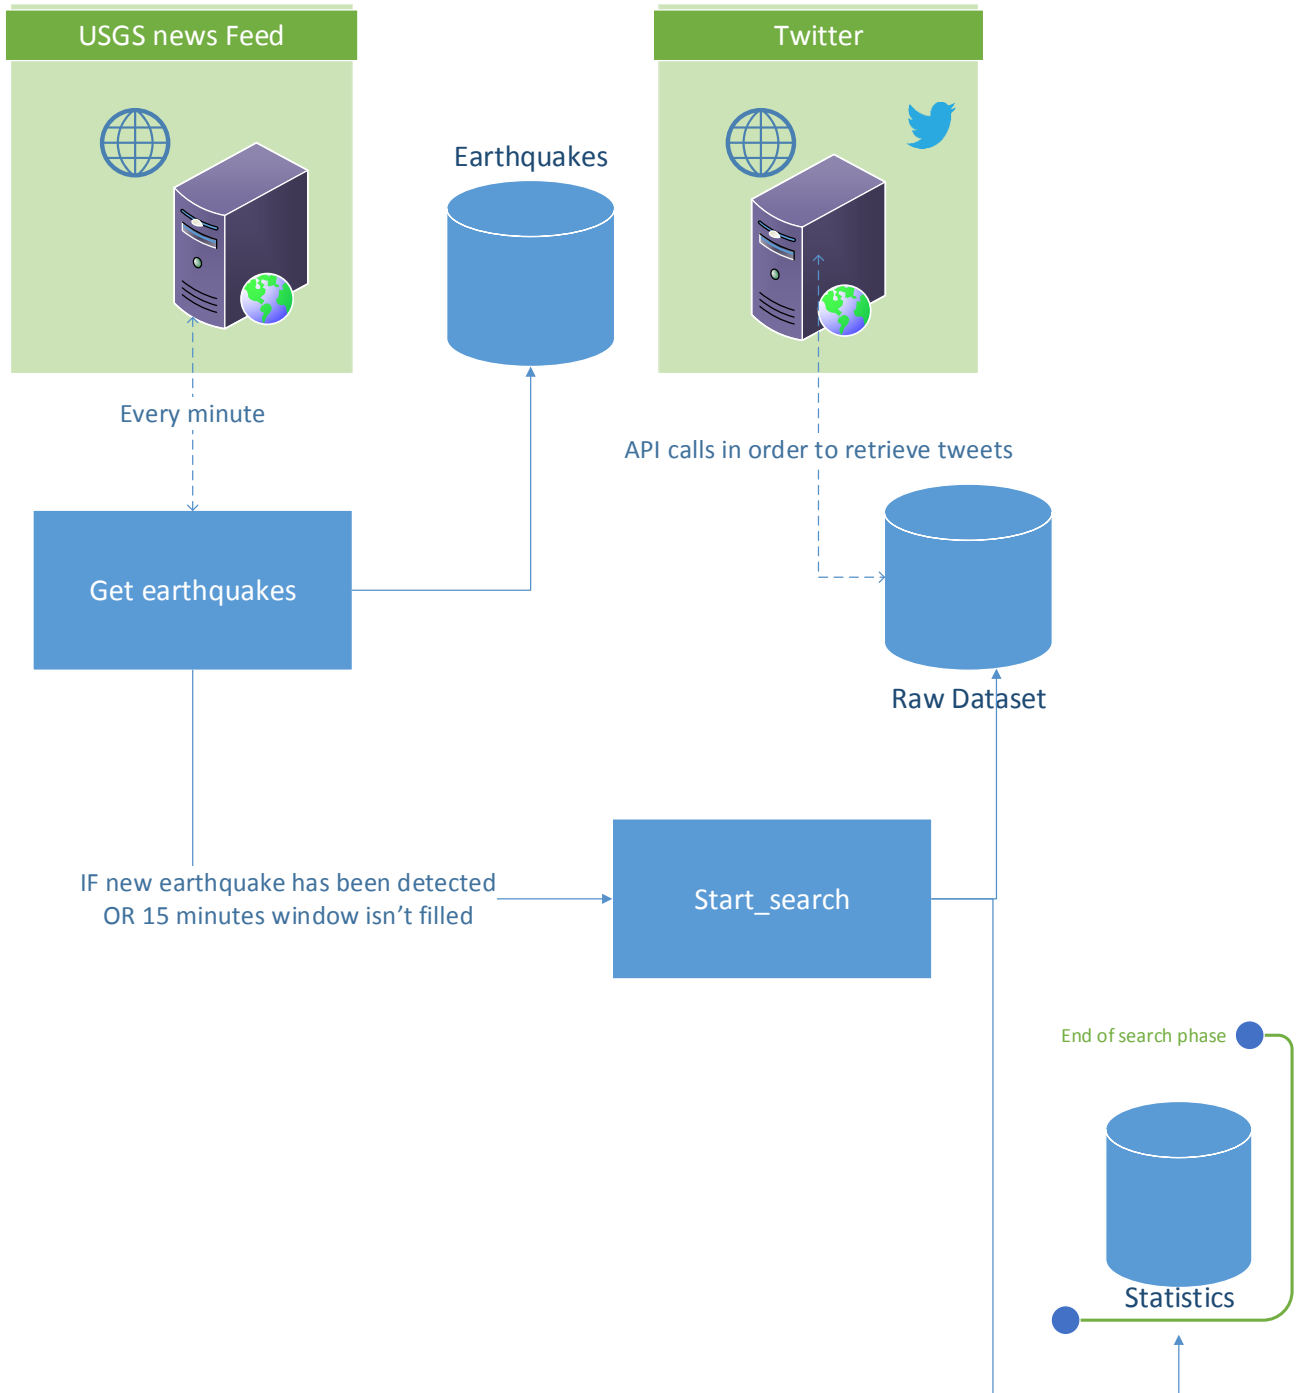 USGS news Feed
Twitter
Earthquakes
Every minute
API calls in order to retrieve tweets
Get earthquakes
Raw Dataset
IF new earthquake has been detected
OR 15 minutes window isn't filled
Start_search
End of search phase
Statistics